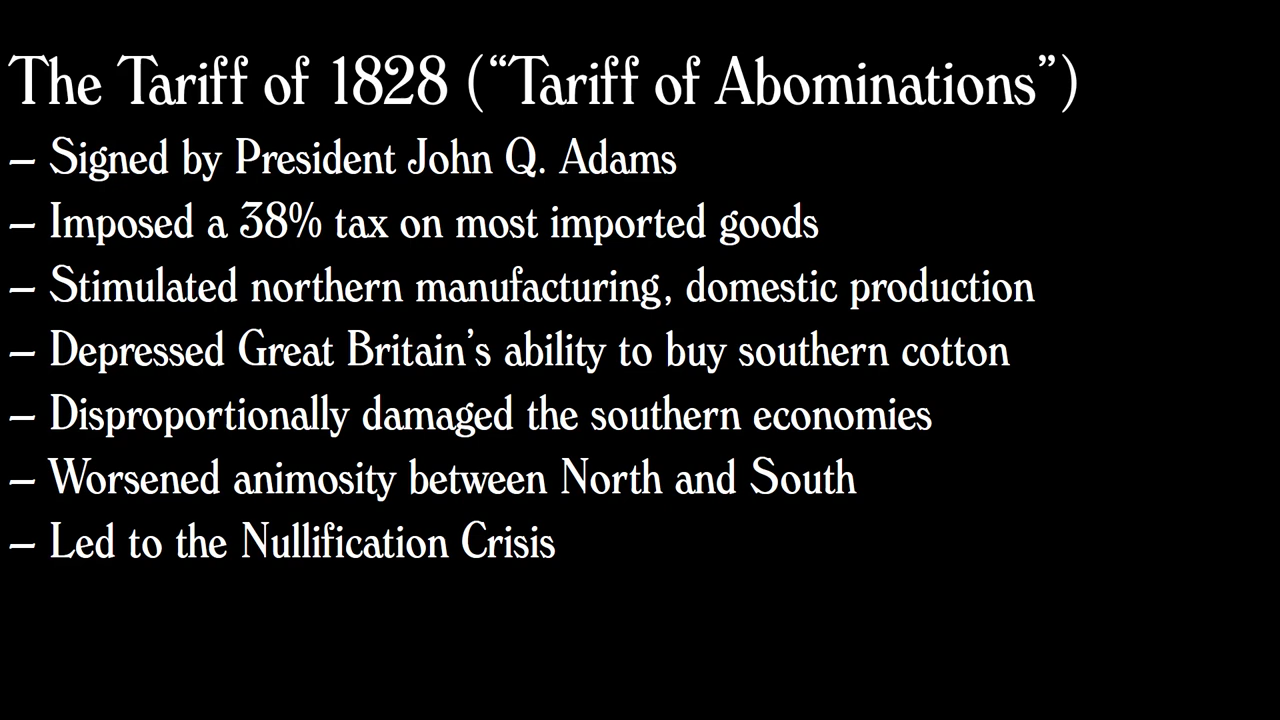 The Tariff of 1828 (“Tariff of Abominations”)
– Signed by President John Q. Adams
– Imposed a 38% tax on most imported goods
– Stimulated northern manufacturing, domestic production
– Depressed Great Britain’s ability to buy southern cotton
– Disproportionally damaged the southern economies
– Worsened animosity between North and South
– Led to the Nullification Crisis